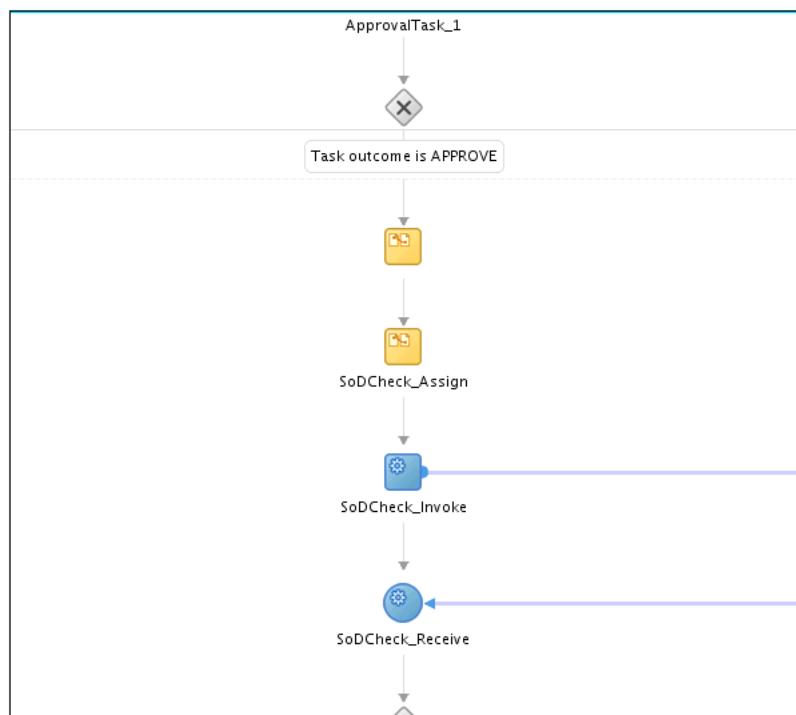 ApprovalTask_1
Task outcome is APPROVE
SoDCheck_Assign
SoDCheck_Invoke
SoDCheck_Receive